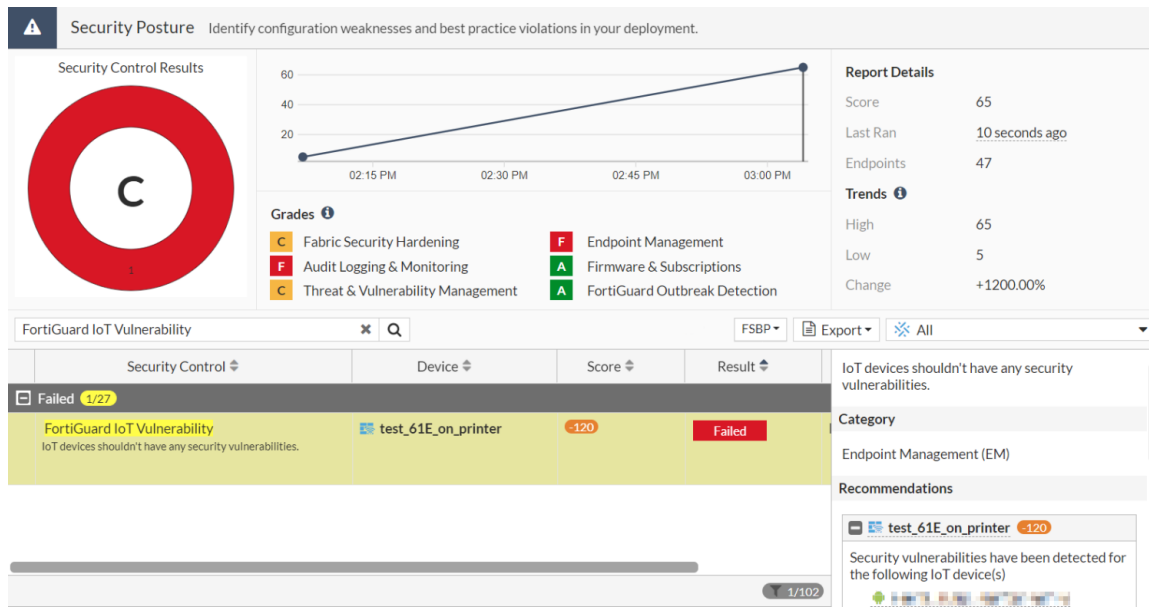 Security Posture Identify configuration weaknesses and best practice violations in your deployment.
Security Control Results
C
1
60
40
20
02:15 PM 02:30 PM 02:45 PM 03:00 PM
Grades
C Fabric Security Hardening
F Audit Logging & Monitoring
C Threat & Vulnerability Management
F Endpoint Management
A Firmware & Subscriptions
A FortiGuard Outbreak Detection
Report Details
Score 65
Last Ran 10 seconds ago
Endpoints 47
Trends
High 65
Low 5
Change +1200.00%
FortiGuard IoT Vulnerability
FSBP Export All
Security Control Device Score Result
Failed 1/27
FortiGuard IoT Vulnerability test_61E_on_printer -120 Failed
IoT devices shouldn't have any security vulnerabilities.
1/102
IoT devices shouldn't have any security
vulnerabilities.
Category
Endpoint Management (EM)
Recommendations
test_61E_on_printer -120
Security vulnerabilities have been detected for
the following IoT device(s)